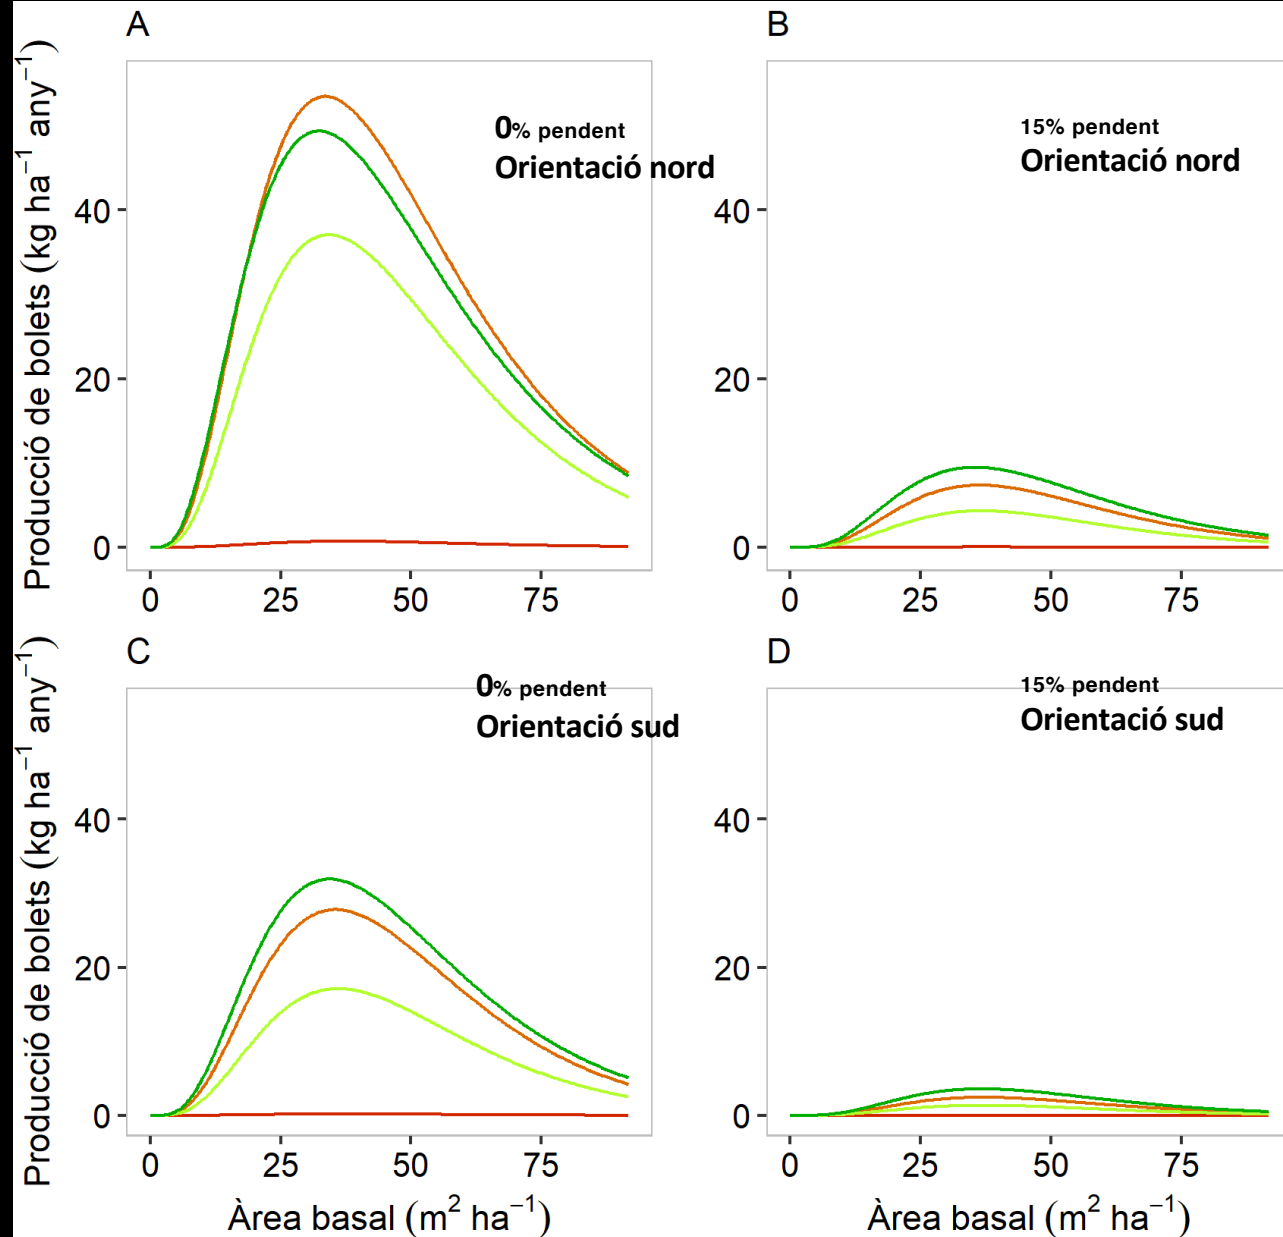 A
Producció de bolets (kg ha⁻¹ any⁻¹)
0% pendent
Orientació nord
40
20
0
0 25 50 75
B
15% pendent
Orientació nord
40
20
0
0 25 50 75
C
Producció de bolets (kg ha⁻¹ any⁻¹)
0% pendent
Orientació sud
40
20
0
0 25 50 75
Àrea basal (m² ha⁻¹)
D
15% pendent
Orientació sud
40
20
0
0 25 50 75
Àrea basal (m² ha⁻¹)